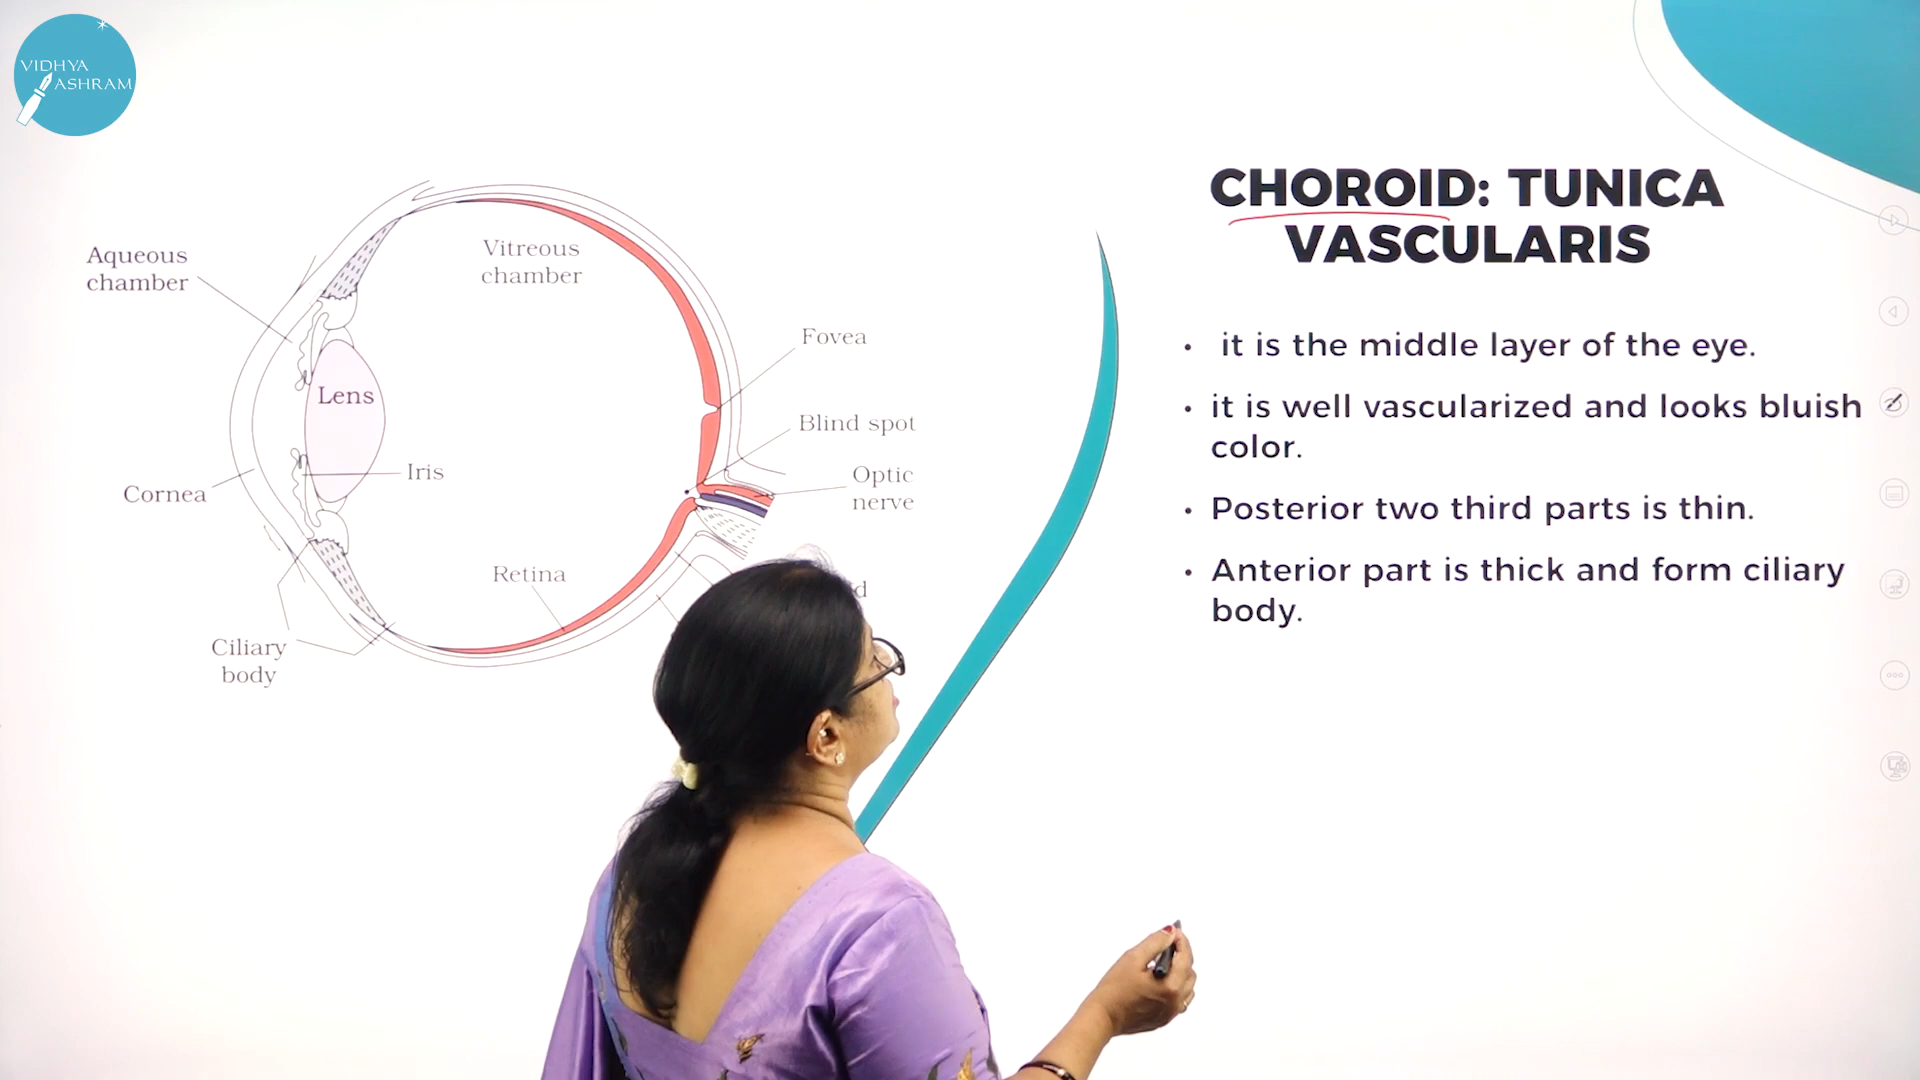 VIDHYA
ASHRAM
CHOROID: TUNICA
VASCULARIS
Aqueous
chamber
Vitreous
chamber
Fovea
Lens
Blind spot
Iris
Optic
nerve
Cornea
Retina
Ciliary
body
• it is the middle layer of the eye.
• it is well vascularized and looks bluish
color.
• Posterior two third parts is thin.
• Anterior part is thick and form ciliary
body.